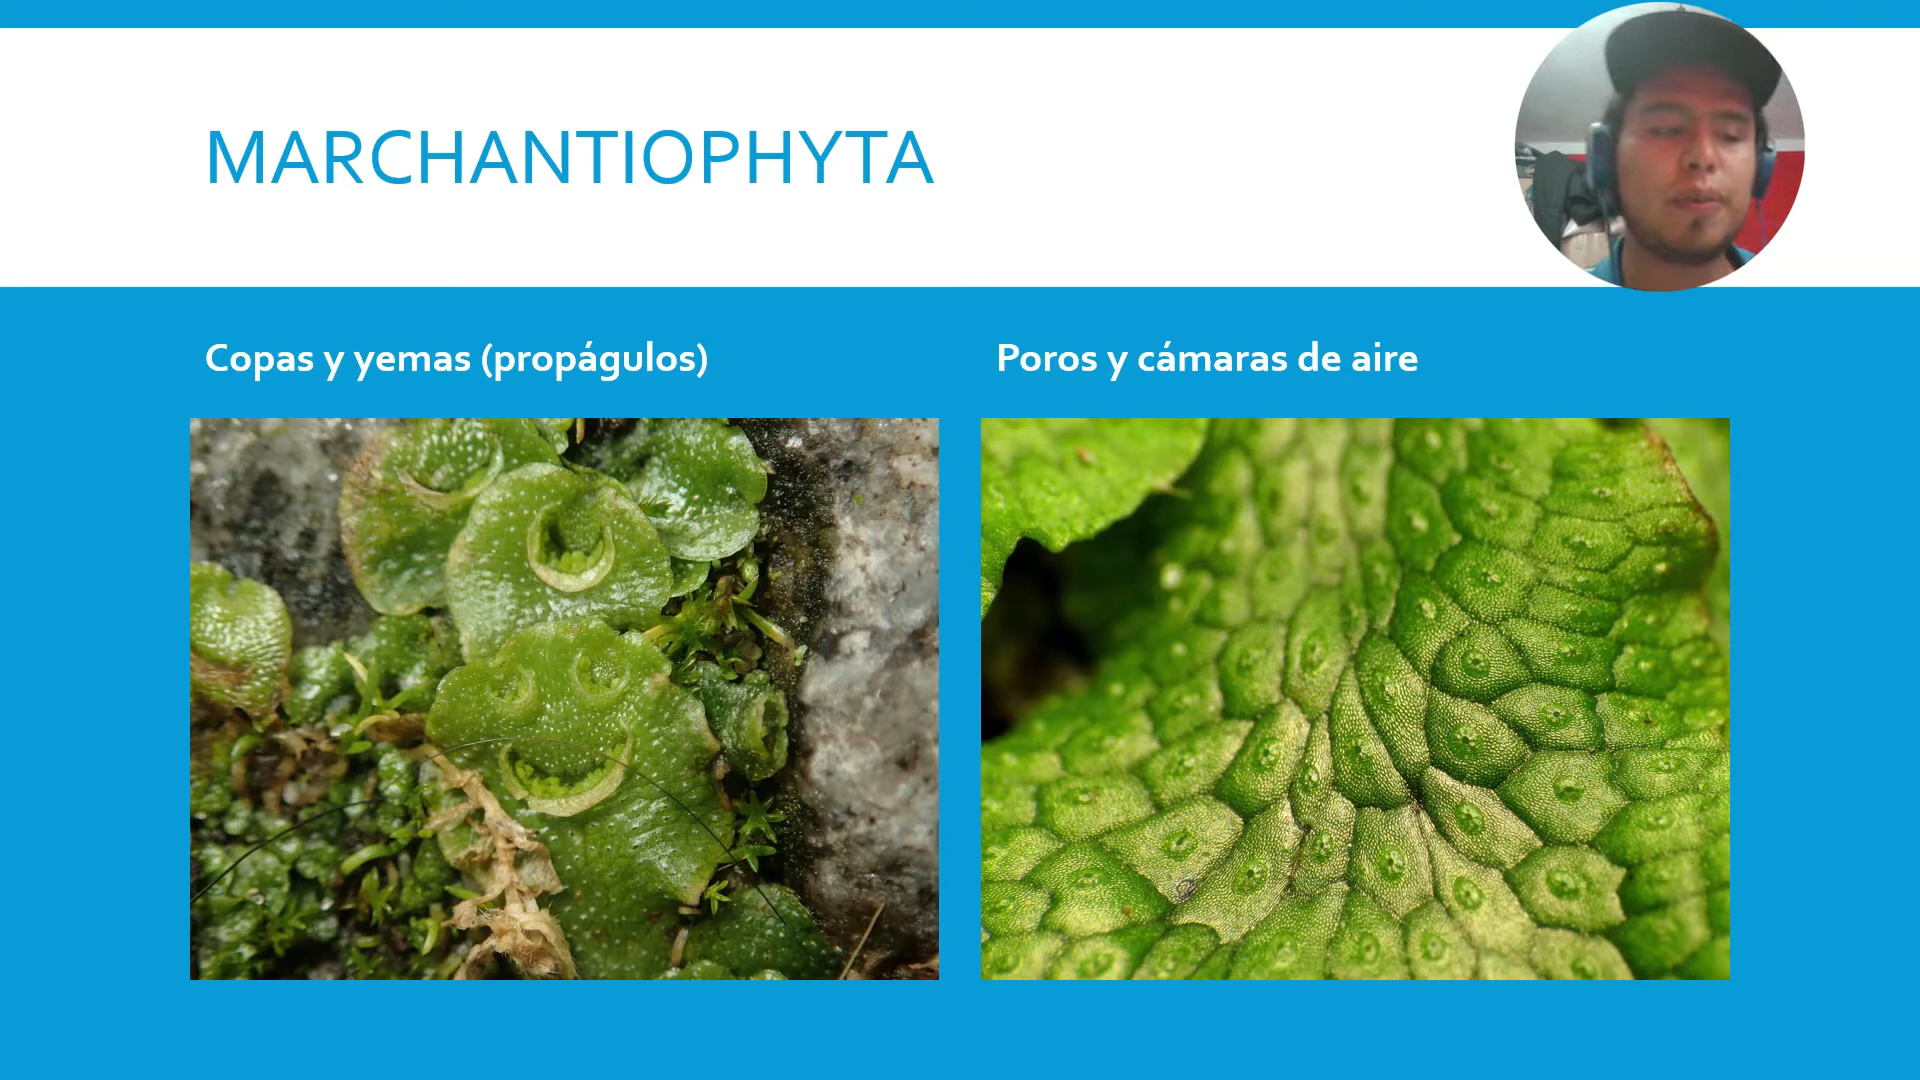 MARCHANTIOPHYTA
Copas y yemas (propágulos)
Poros y cámaras de aire